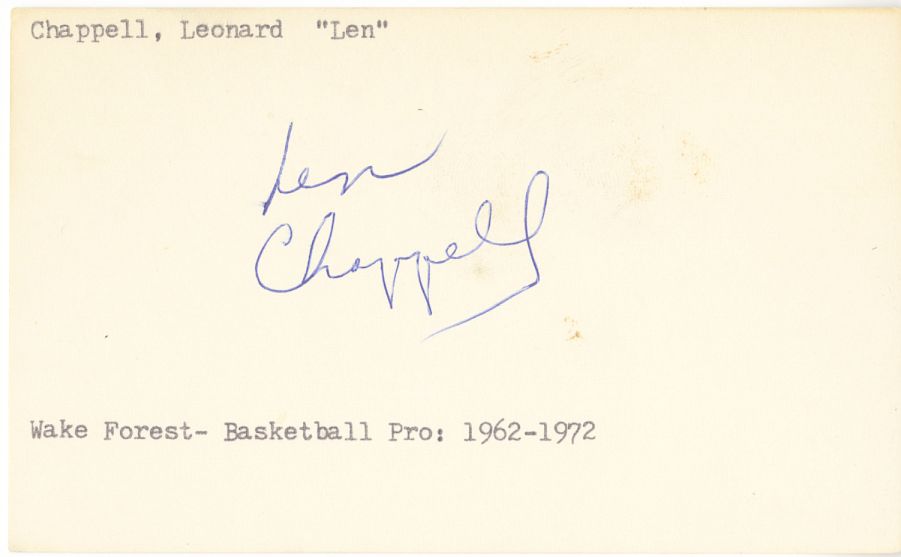 Chappell, Leonard "Len"
Len
Chappell
Wake Forest- Basketball Pro: 1962-1972